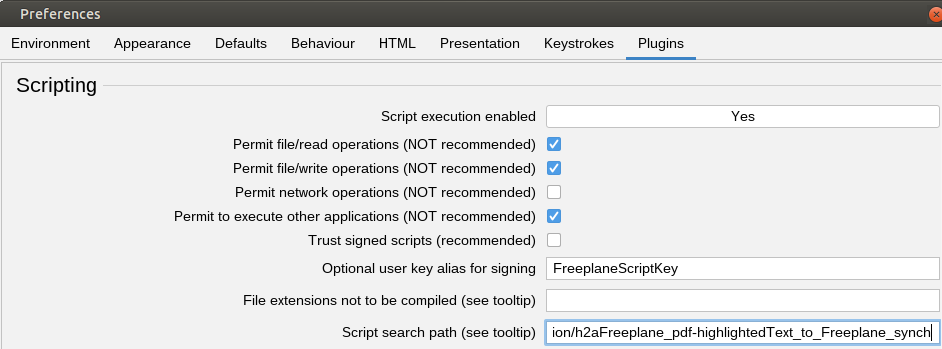 Preferences
Environment Appearance Defaults Behaviour HTML Presentation Keystrokes Plugins
Scripting
Script execution enabled Yes
Permit file/read operations (NOT recommended)
Permit file/write operations (NOT recommended)
Permit network operations (NOT recommended)
Permit to execute other applications (NOT recommended)
Trust signed scripts (recommended)
Optional user key alias for signing FreeplaneScriptKey
File extensions not to be compiled (see tooltip)
Script search path (see tooltip) ion/h2aFreeplane_pdf-highlightedText_to_Freeplane_synch